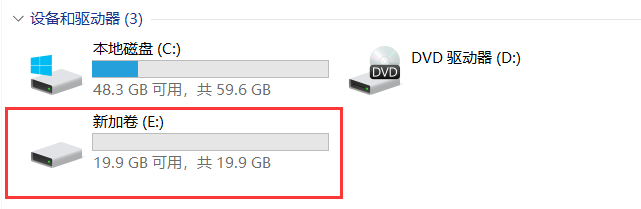 设备和驱动器 (3)
本地磁盘 (C:)
48.3 GB 可用，共 59.6 GB
DVD
DVD 驱动器 (D:)
新加卷 (E:)
19.9 GB 可用，共 19.9 GB